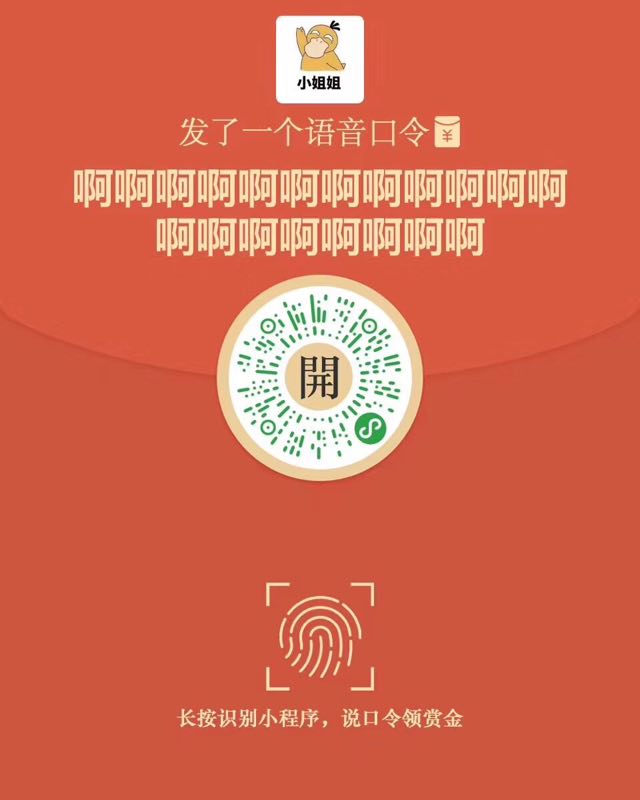 小姐姐
发了一个语音口令
¥
啊啊啊啊啊啊啊啊啊啊啊啊
啊啊啊啊啊啊啊啊
開
长按识别小程序，说口令领赏金